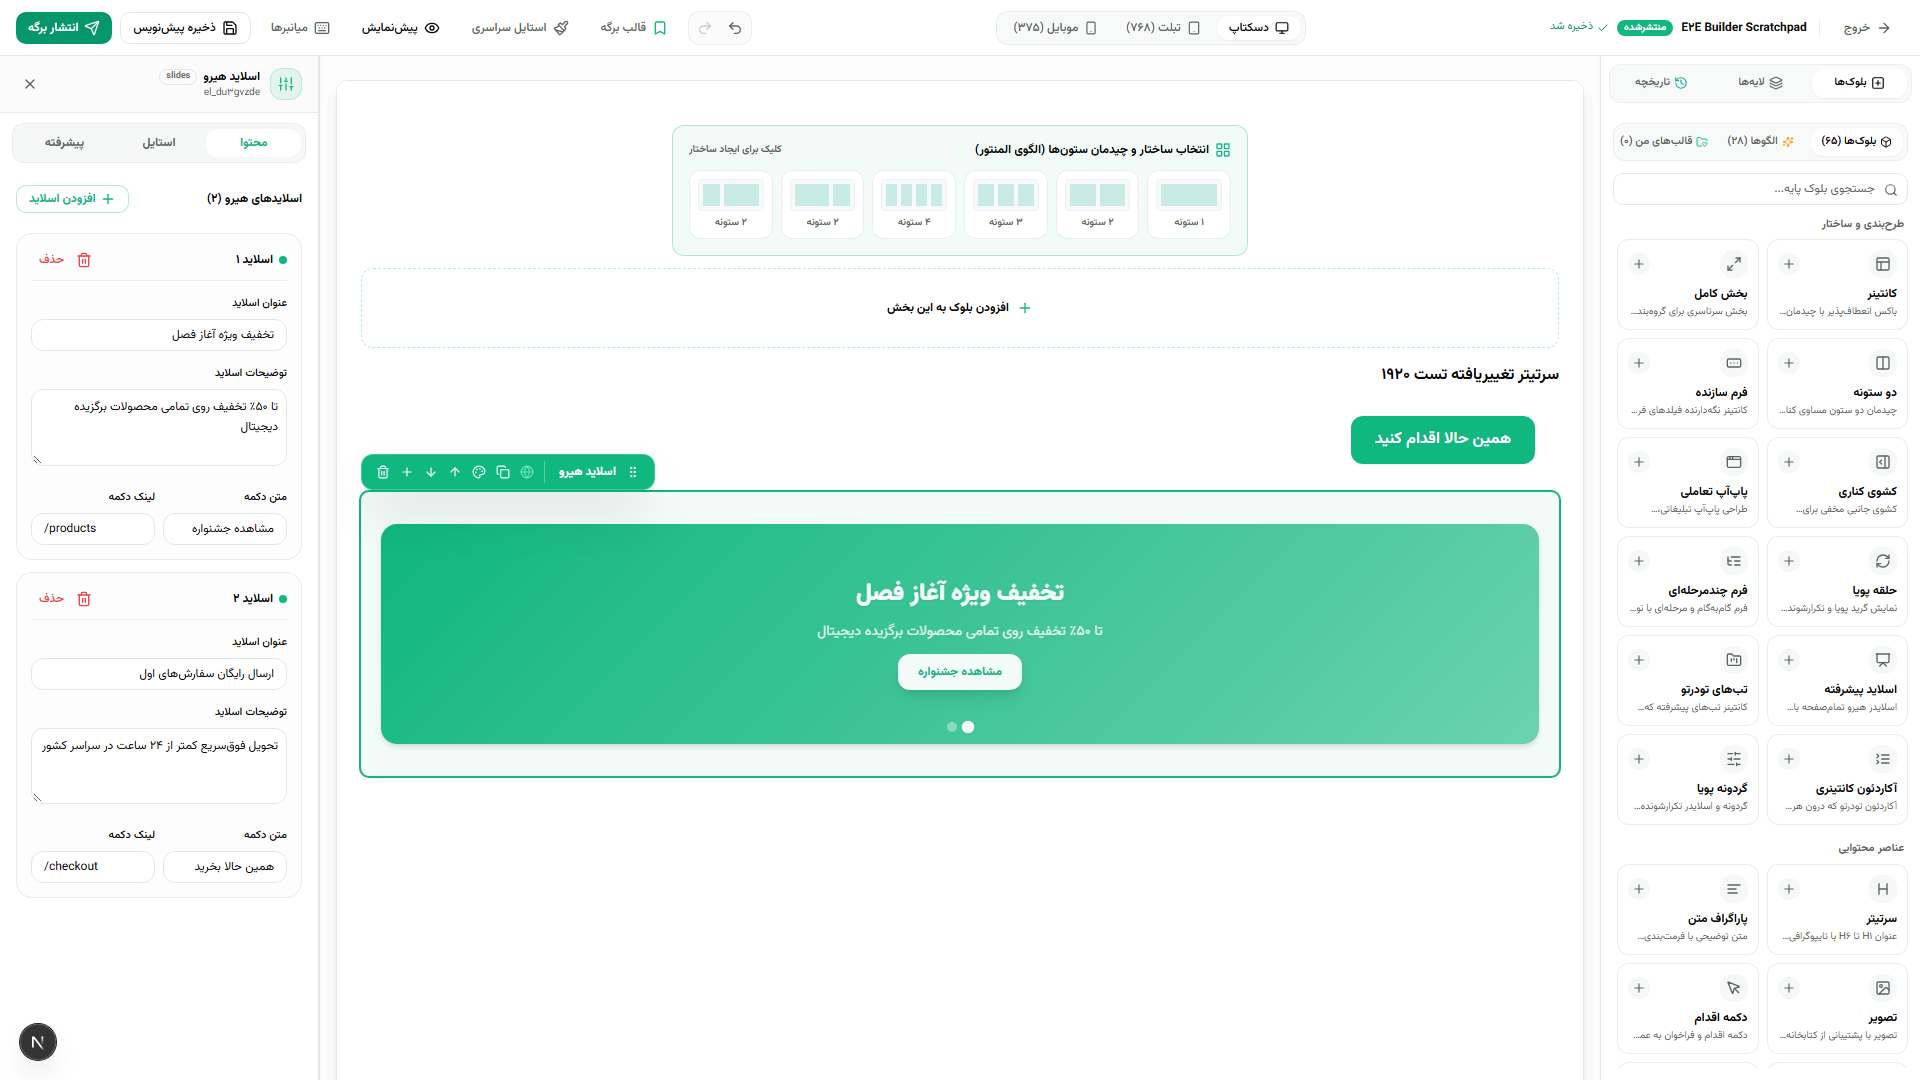 خروج
E۲E Builder Scratchpad
منتشرشده
ذخیره شد
دسکتاپ
تبلت (۷۶۸)
موبایل (۳۷۵)
قالب برگه
استایل سراسری
پیش‌نمایش
میانبرها
ذخیره پیش‌نویس
انتشار برگه
بلوک‌ها
لایه‌ها
تاریخچه
بلوک‌ها (۶۵)
الگوها (۲۸)
قالب‌های من (۰)
جستجوی بلوک پایه...
طرح‌بندی و ساختار
کانتینر
باکس انعطاف‌پذیر با چیدمان...
بخش کامل
بخش سرتاسری برای گروه‌بند...
دو ستونه
چیدمان دو ستون مساوی کنا...
فرم سازنده
کانتینر نگه‌دارنده فیلدهای فر...
کشوی کناری
کشوی جانبی مخفی برای...
پاپ‌آپ تعاملی
طراحی پاپ‌آپ تبلیغاتی،...
حلقه پویا
نمایش گرید پویا و تکرارشوند...
فرم چندمرحله‌ای
فرم گام‌به‌گام و مرحله‌ای با نو...
اسلاید پیشرفته
اسلایدر هیرو تمام‌صفحه با...
تب‌های تودرتو
کانتینر تب‌های پیشرفته که...
آکاردئون کانتینری
آکاردئون تودرتو که درون هر...
گردونه پویا
گردونه و اسلایدر تکرارشونده...
عناصر محتوایی
سرتیتر
عنوان H۱ تا H۶ با تایپوگرافی...
پاراگراف متن
متن توضیحی با فرمت‌بندی...
تصویر
تصویر با پشتیبانی از کتابخانه...
دکمه اقدام
دکمه اقدام و فراخوان به عمـ...
انتخاب ساختار و چیدمان ستون‌ها (الگوی المنتور)
کلیک برای ایجاد ساختار
۱ ستونه
۲ ستونه
۳ ستونه
۴ ستونه
۲ ستونه
۲ ستونه
افزودن بلوک به این بخش
سرتیتر تغییریافته تست ۱۹۲۰
همین حالا اقدام کنید
اسلاید هیرو
تخفیف ویژه آغاز فصل
تا ۵۰٪ تخفیف روی تمامی محصولات برگزیده دیجیتال
مشاهده جشنواره
اسلاید هیرو
slides
el_du۳gvzde
محتوا
استایل
پیشرفته
اسلایدهای هیرو (۲)
افزودن اسلاید
اسلاید ۱
حذف
عنوان اسلاید
تخفیف ویژه آغاز فصل
توضیحات اسلاید
تا ۵۰٪ تخفیف روی تمامی محصولات برگزیده
دیجیتال
متن دکمه
لینک دکمه
مشاهده جشنواره
/products
اسلاید ۲
حذف
عنوان اسلاید
ارسال رایگان سفارش‌های اول
توضیحات اسلاید
تحویل فوق‌سریع کمتر از ۲۴ ساعت در سراسر کشور
متن دکمه
لینک دکمه
همین حالا بخرید
/checkout
N